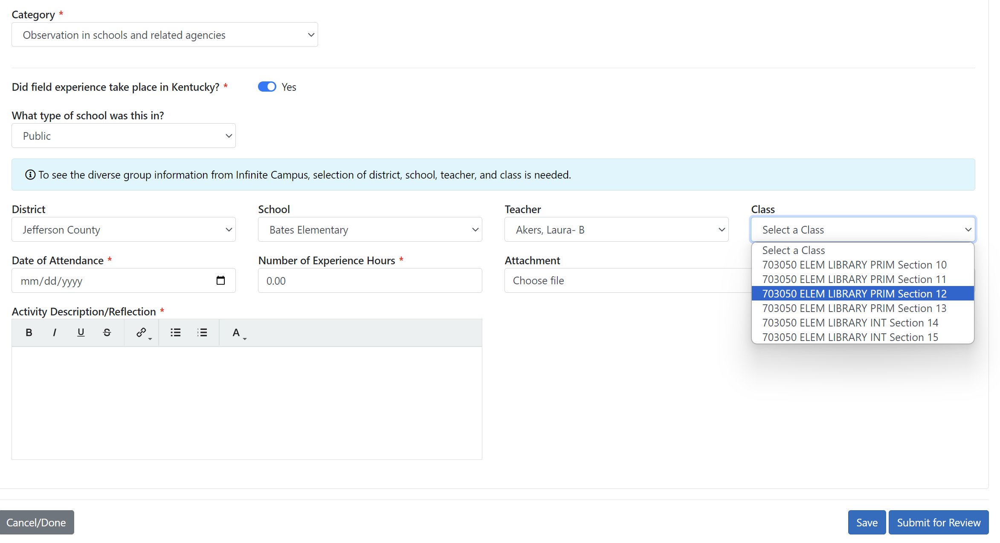 Category *
Observation in schools and related agencies
Did field experience take place in Kentucky? * Yes
What type of school was this in?
Public
To see the diverse group information from Infinite Campus, selection of district, school, teacher, and class is needed.
District School Teacher Class
Jefferson County Bates Elementary Akers, Laura- B Select a Class
Select a Class
703050 ELEM LIBRARY PRIM Section 10
703050 ELEM LIBRARY PRIM Section 11
703050 ELEM LIBRARY PRIM Section 12
703050 ELEM LIBRARY PRIM Section 13
703050 ELEM LIBRARY INT Section 14
703050 ELEM LIBRARY INT Section 15
Date of Attendance * Number of Experience Hours * Attachment
mm/dd/yyyy 0.00 Choose file
Activity Description/Reflection *
B I U S A
Cancel/Done Save Submit for Review